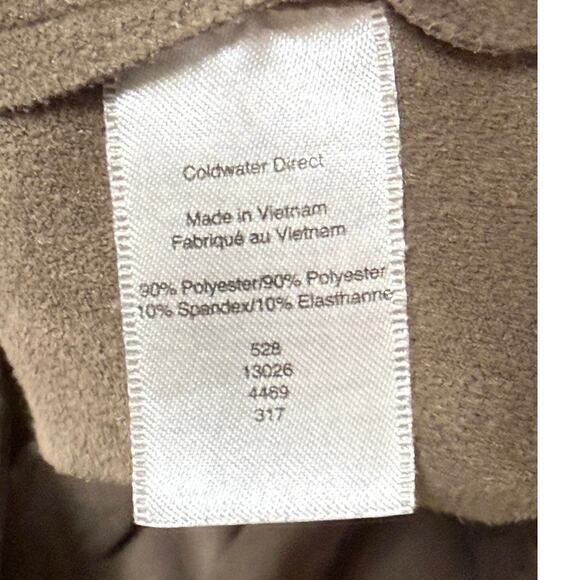 Coldwater Direct
Made in Vietnam
Fabriqué au Vietnam
90% Polyester/90% Polyester
10% Spandex/10% Elasthanne
528
13026
4469
317